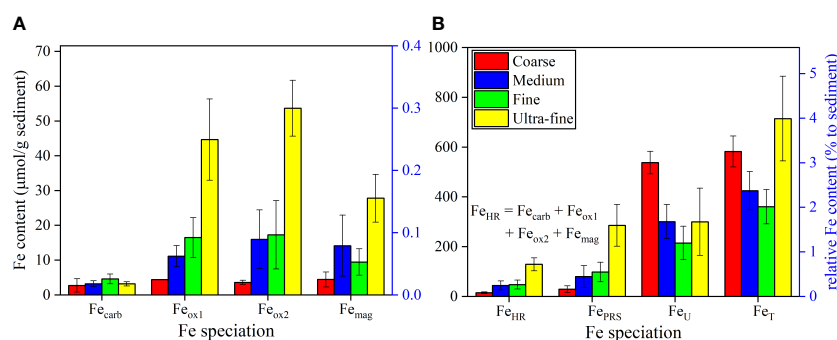 A
B
70
60
50
40
30
20
10
0
Fe content (μmol/g sediment)
0.4
0.3
0.2
0.1
0.0
Fecarb
Feox1
Feox2
Femag
Fe speciation
1000
800
600
400
200
0
Coarse
Medium
Fine
Ultra-fine
FeHR = Fecarb + Feox1
+ Feox2 + Femag
5
4
3
2
1
0
relative Fe content (% to sediment)
FeHR
FePRS
FeU
FeT
Fe speciation